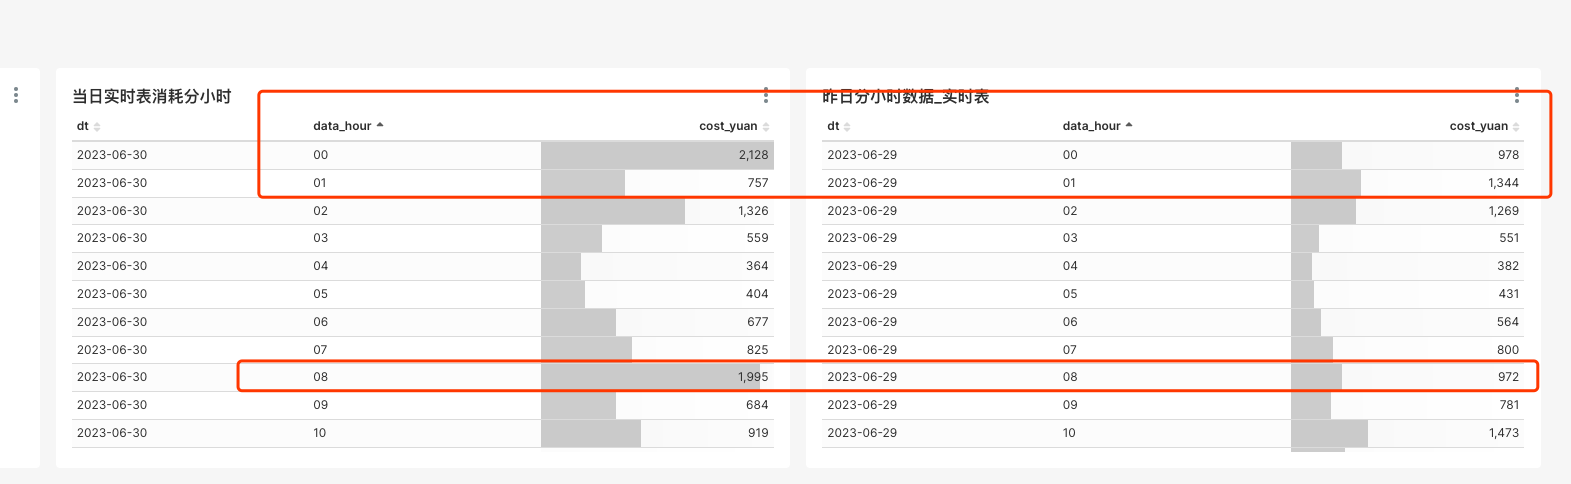 当日实时表消耗分小时
dt data_hour cost_yuan
2023-06-30 00 2,128
2023-06-30 01 757
2023-06-30 02 1,326
2023-06-30 03 559
2023-06-30 04 364
2023-06-30 05 404
2023-06-30 06 677
2023-06-30 07 825
2023-06-30 08 1,995
2023-06-30 09 684
2023-06-30 10 919
昨日分小时数据_实时表
dt data_hour cost_yuan
2023-06-29 00 978
2023-06-29 01 1,344
2023-06-29 02 1,269
2023-06-29 03 551
2023-06-29 04 382
2023-06-29 05 431
2023-06-29 06 564
2023-06-29 07 800
2023-06-29 08 972
2023-06-29 09 781
2023-06-29 10 1,473